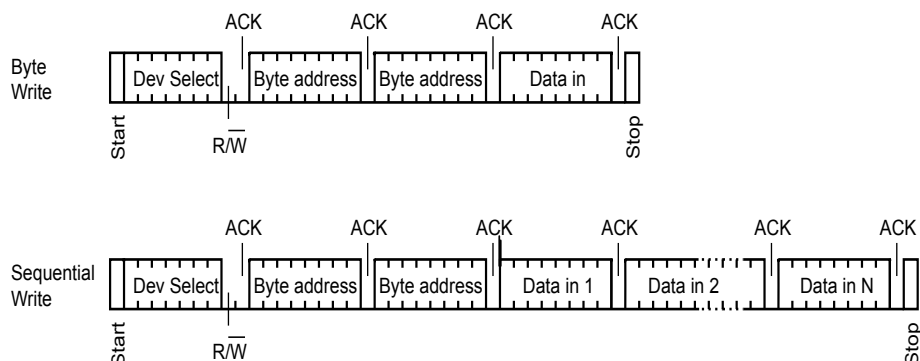 ACK ACK ACK ACK
Byte
Write
Dev Select Byte address Byte address Data in
Start
R/W̅
Stop
ACK ACK ACK ACK ACK ACK
Sequential
Write
Dev Select Byte address Byte address Data in 1 Data in 2 Data in N
Start
R/W̅
Stop